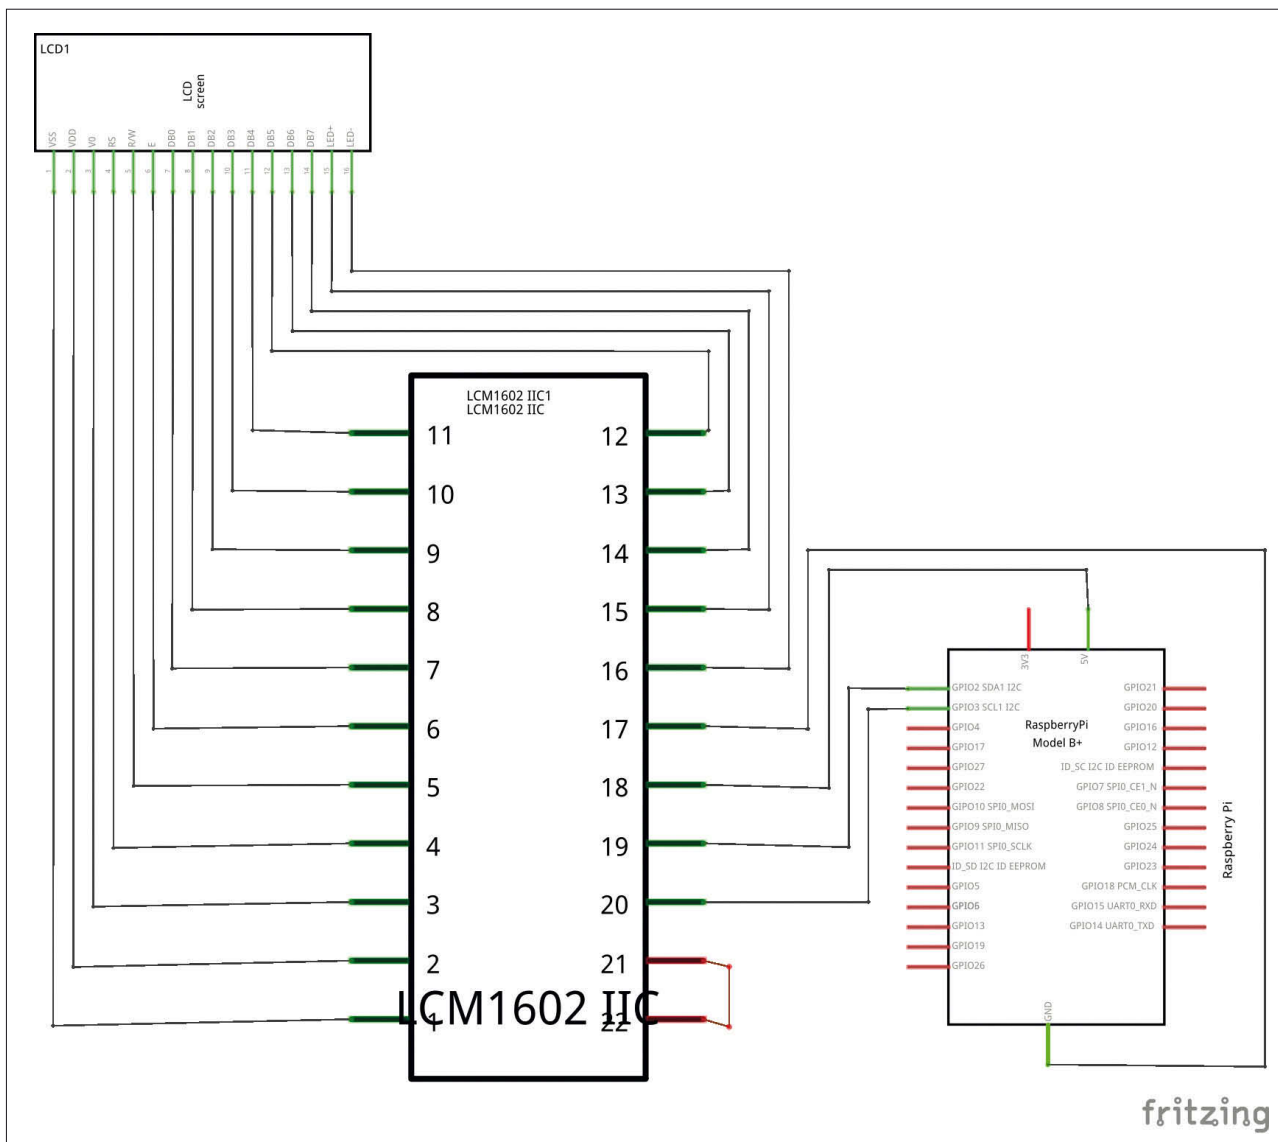 LCD1
LCD
screen
VSS
VDD
V0
RS
R/W
E
DB0
DB1
DB2
DB3
DB4
DB5
DB6
DB7
LED+
LED-
1
2
3
4
5
6
7
8
9
10
11
12
13
14
15
16
LCM1602 IIC1
LCM1602 IIC
11
12
10
13
9
14
8
15
7
16
6
17
5
18
4
19
3
20
2
21
1
22
LCM1602 IIC
3V3
5V
GPIO2 SDA1 I2C
GPIO21
GPIO3 SCL1 I2C
GPIO20
GPIO4
GPIO16
RaspberryPi
Model B+
GPIO17
GPIO12
GPIO27
ID_SC I2C ID EEPROM
GPIO22
GPIO7 SPI0_CE1_N
GIPO10 SPI0_MOSI
GPIO8 SPI0_CE0_N
GPIO9 SPI0_MISO
GPIO25
GPIO11 SPI0_SCLK
GPIO24
ID_SD I2C ID EEPROM
GPIO23
GPIO5
GPIO18 PCM_CLK
GPIO6
GPIO15 UART0_RXD
GPIO13
GPIO14 UART0_TXD
GPIO19
GPIO26
GND
Raspberry Pi
fritzing